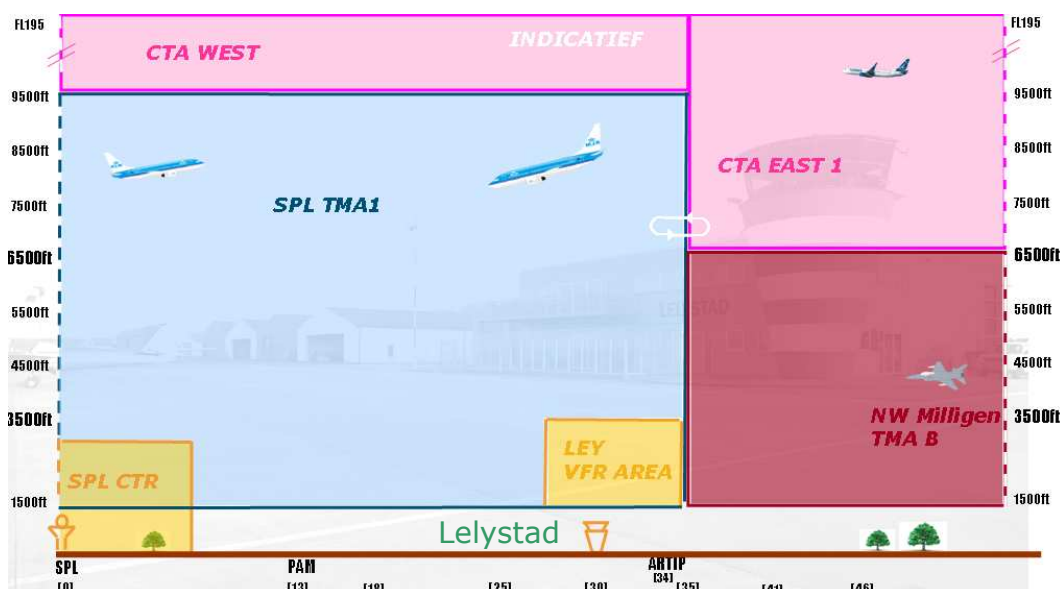 FL195
CTA WEST
INDICATIEF
FL195
9500ft
9500ft
8500ft
8500ft
CTA EAST 1
7500ft
SPL TMA1
7500ft
6500ft
6500ft
5500ft
LELYSTAD
5500ft
4500ft
4500ft
3500ft
NW Milligen
TMA B
3500ft
LEY
VFR AREA
SPL CTR
1500ft
1500ft
Lelystad
SPL
PAM
ARTIP
[34]
[0]
[13]
[18]
[25]
[30]
[35]
[41]
[46]